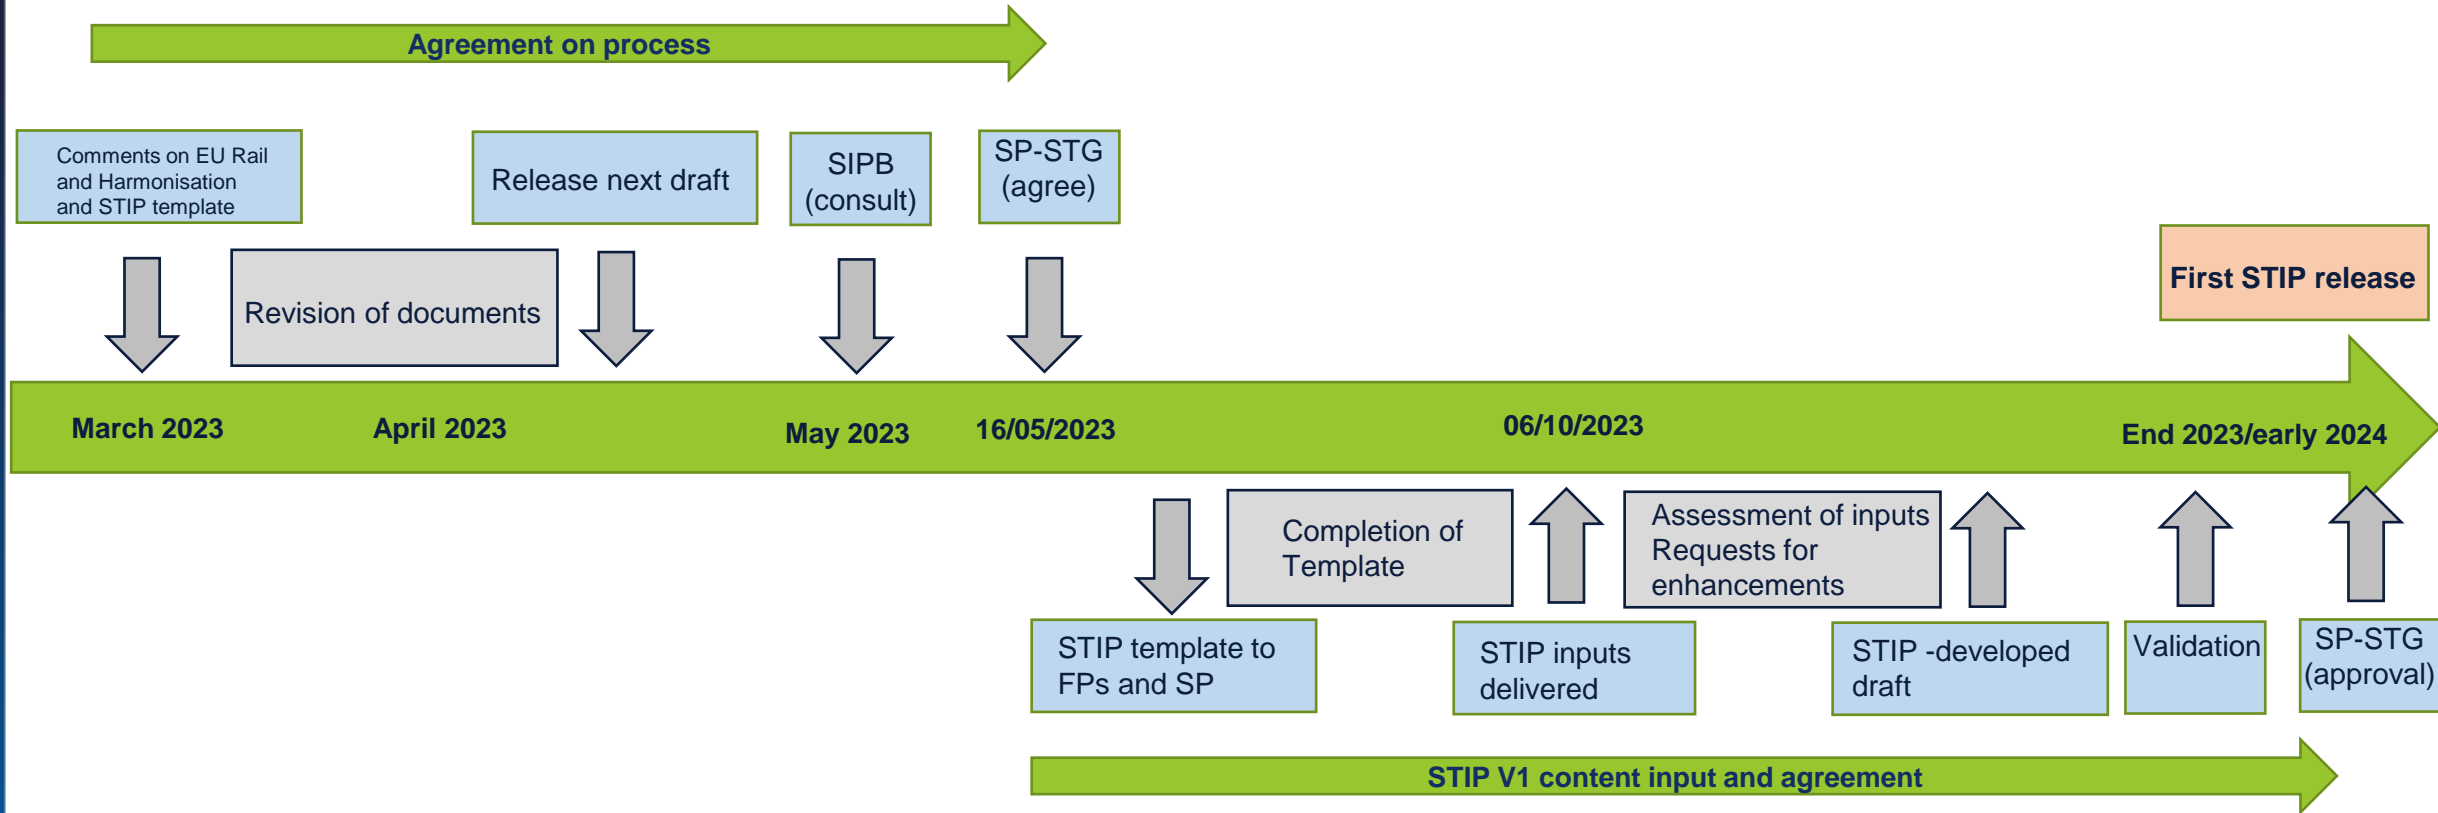 Agreement on process
Comments on EU Rail
and Harmonisation
and STIP template
Release next draft
SIPB
(consult)
SP-STG
(agree)
Revision of documents
First STIP release
March 2023
April 2023
May 2023
16/05/2023
06/10/2023
End 2023/early 2024
Completion of
Template
Assessment of inputs
Requests for
enhancements
STIP template to
FPs and SP
STIP inputs
delivered
STIP -developed
draft
Validation
SP-STG
(approval)
STIP V1 content input and agreement